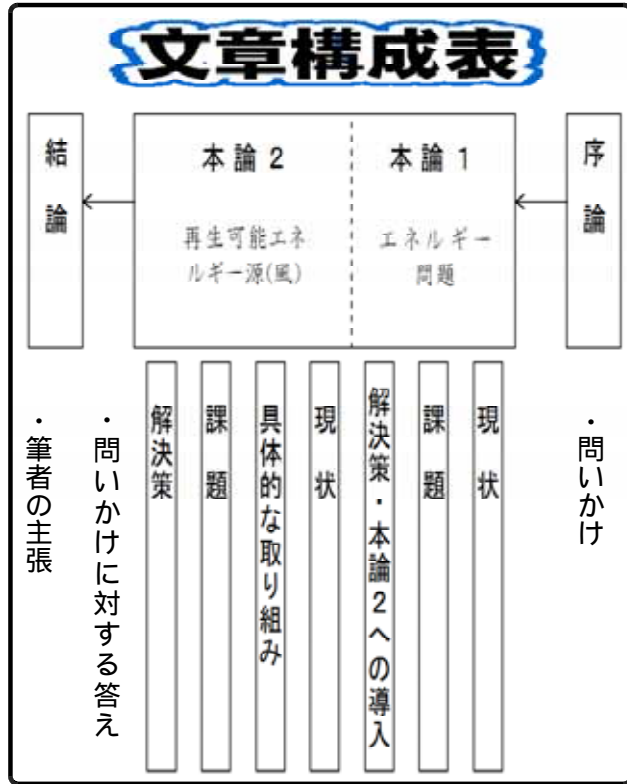 文章構成表
序論
本論1
エネルギー
問題
本論2
再生可能エネ
ルギー源(風)
結論
・問いかけ
現状
課題
解決策・本論2への導入
現状
具体的な取り組み
課題
解決策
・問いかけに対する答え
・筆者の主張